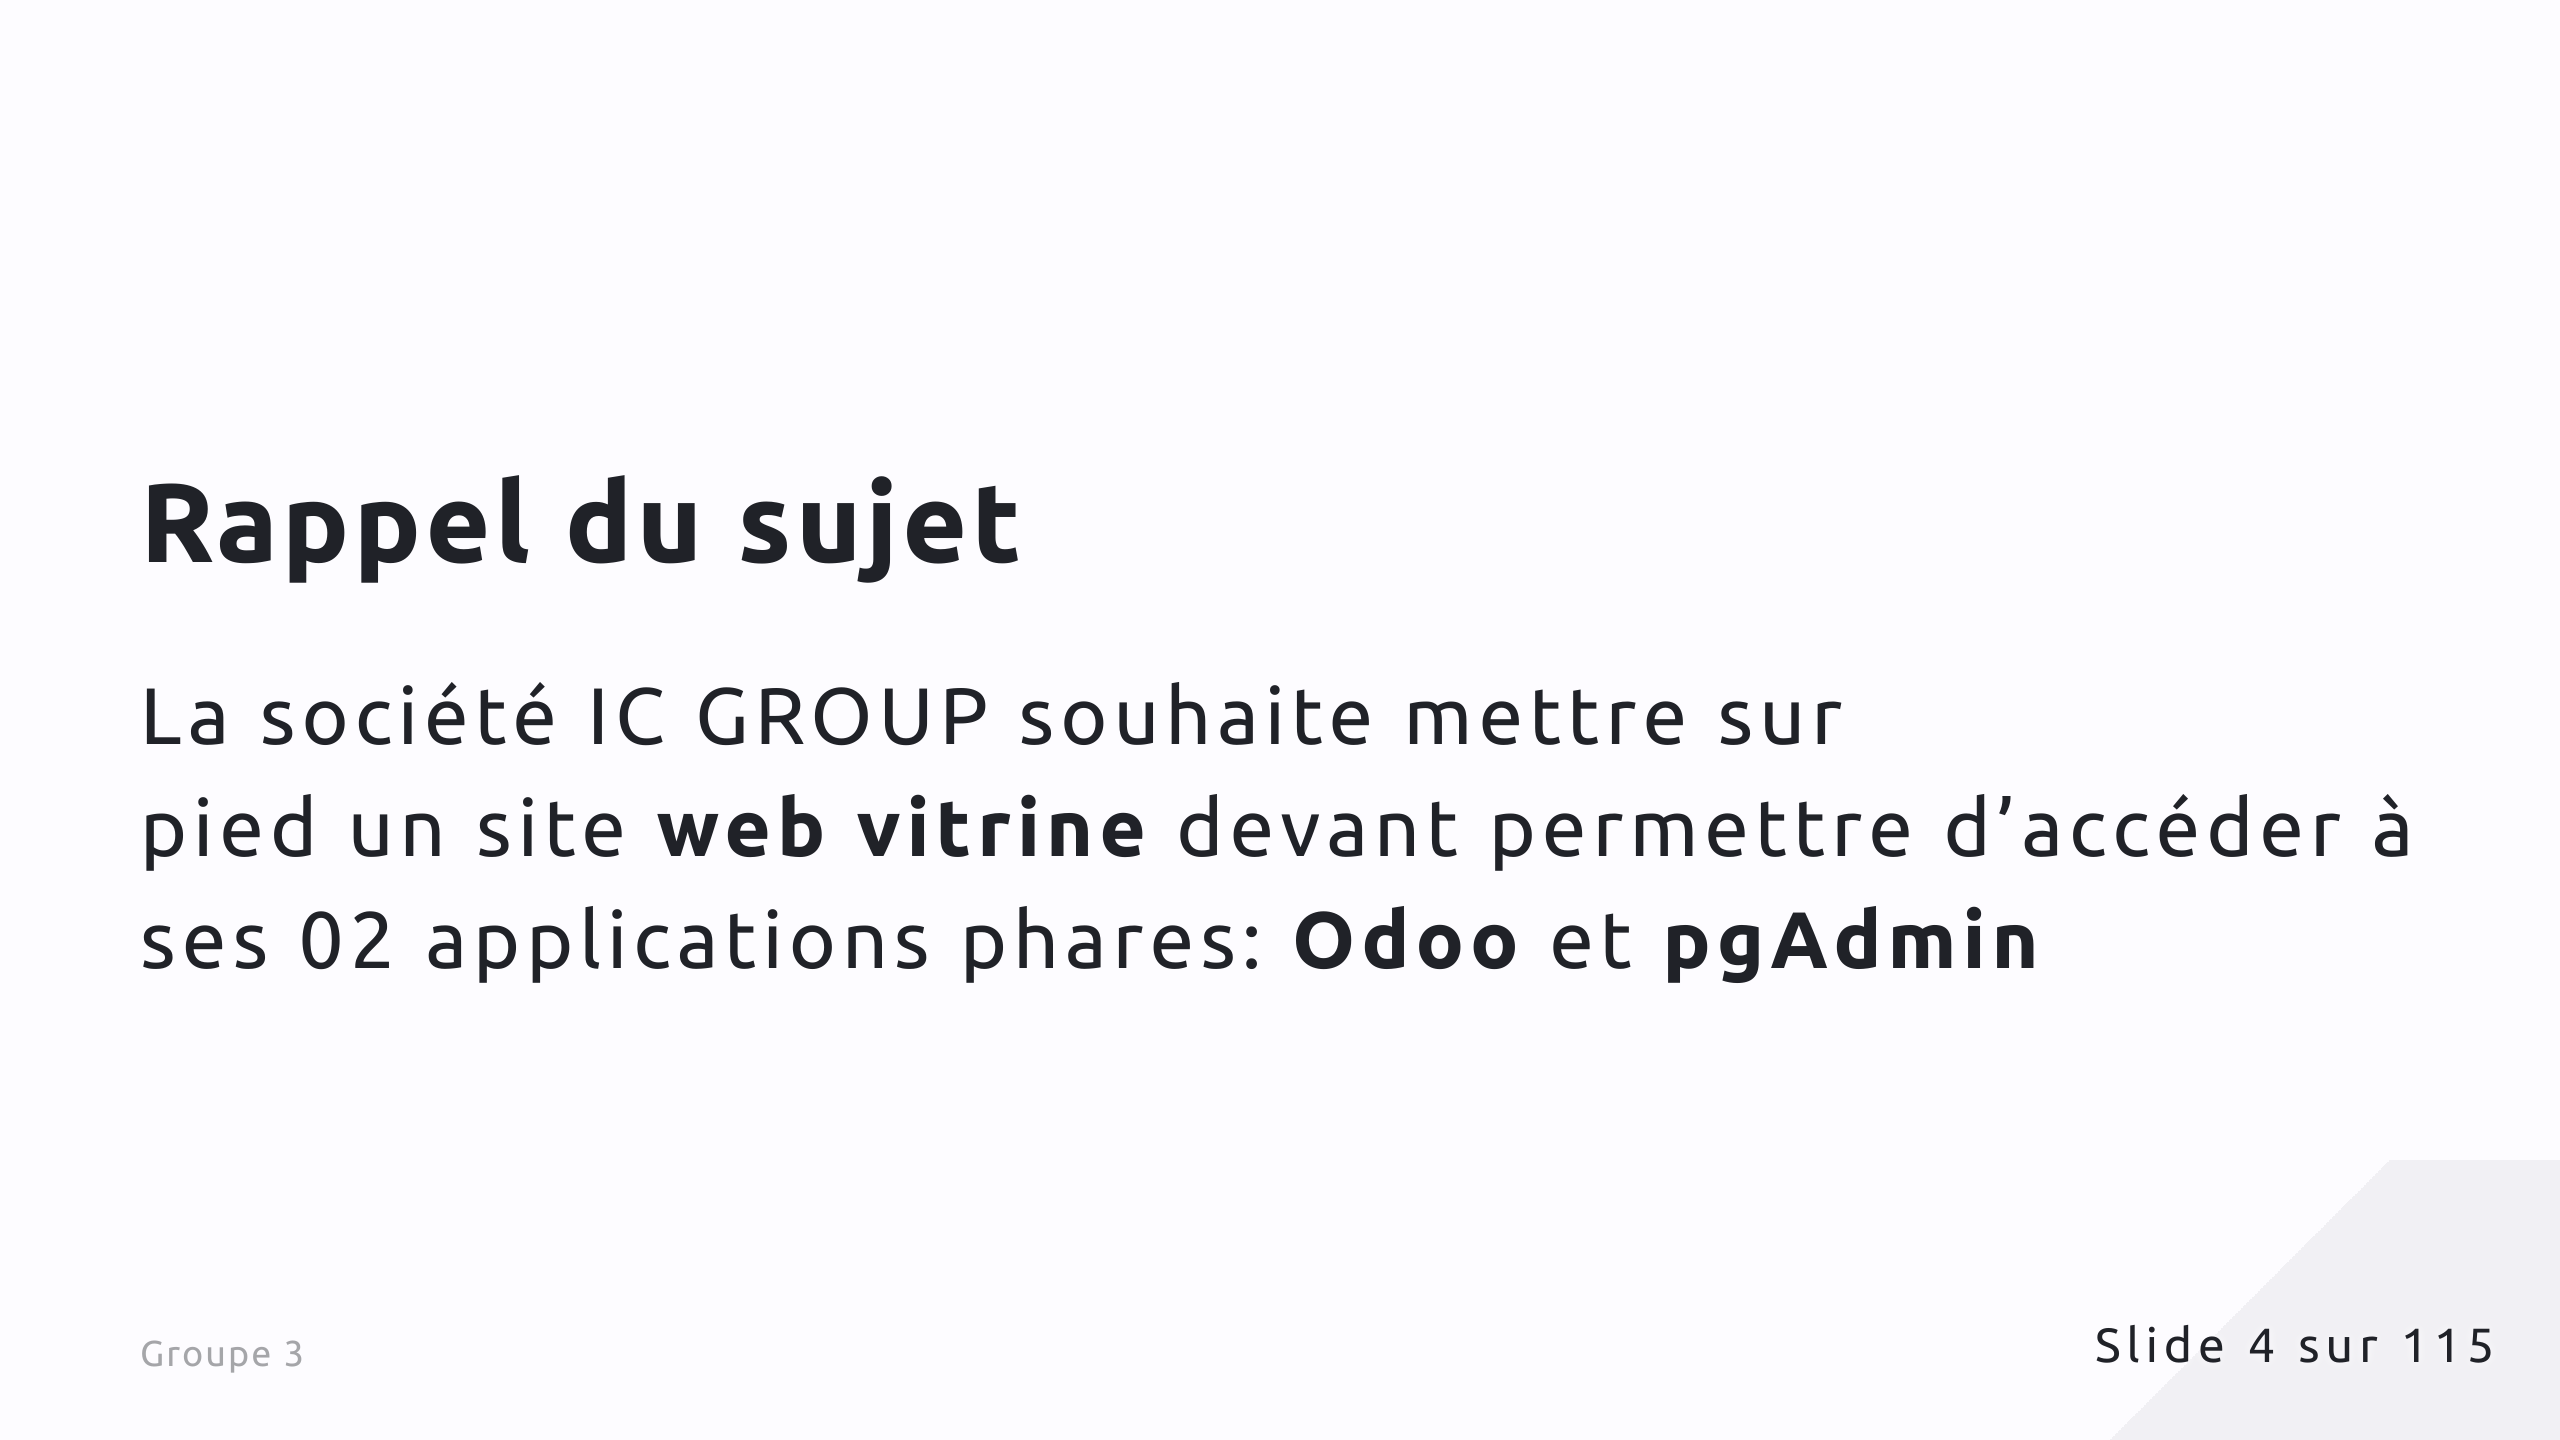 Rappel du sujet
La société IC GROUP souhaite mettre sur
pied un site web vitrine devant permettre d’accéder à
ses 02 applications phares: Odoo et pgAdmin
Groupe 3
Slide 4 sur 115